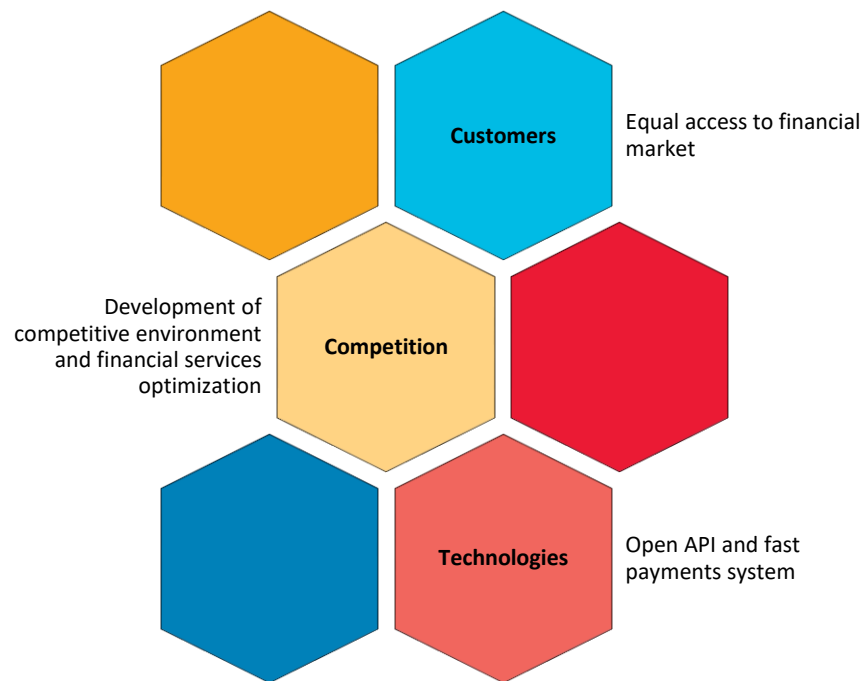 Customers
Equal access to financial
market
Development of
competitive environment
and financial services
optimization
Competition
Technologies
Open API and fast
payments system